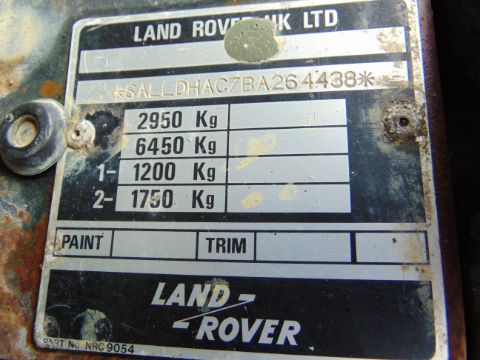 LAND ROVER UK LTD
*SALLDHAC7BA264438*
2950 Kg
6450 Kg
1- 1200 Kg
2- 1750 Kg
PAINT TRIM
LAND-
-ROVER
PART No NRC9054